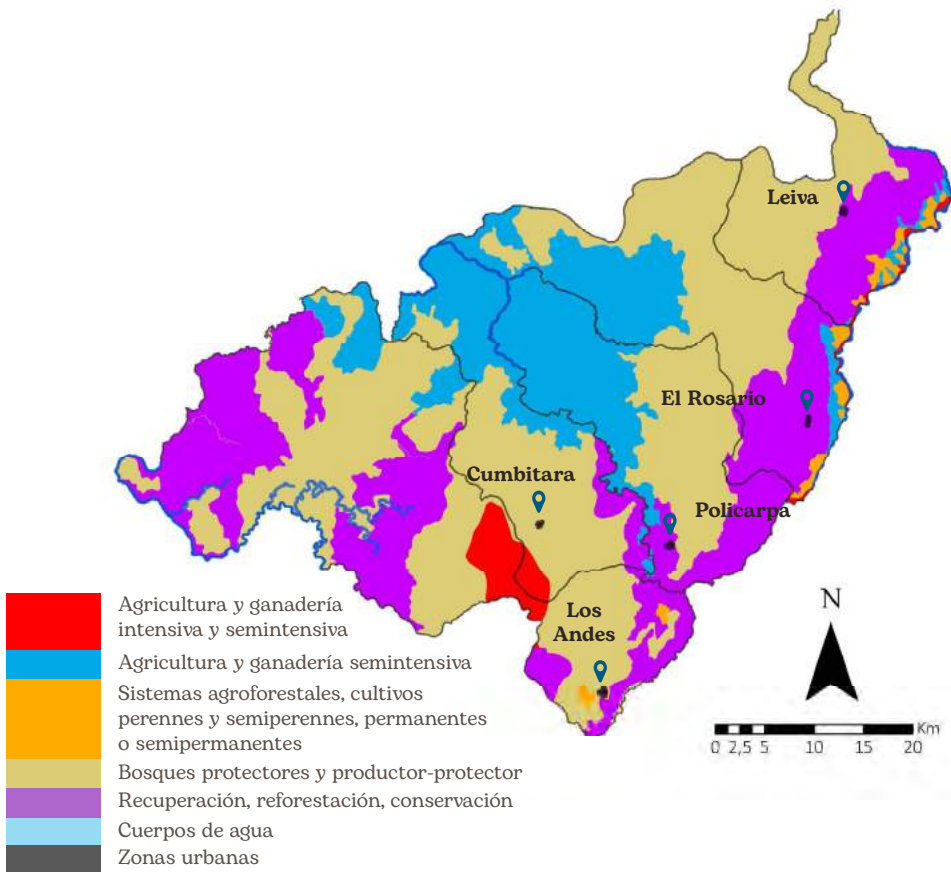 Leiva
El Rosario
Cumbitara
Policarpa
Los
Andes
N
Km
0 2,5 5 10 15 20
Agricultura y ganadería
intensiva y semintensiva
Agricultura y ganadería semintensiva
Sistemas agroforestales, cultivos
perennes y semiperennes, permanentes
o semipermanentes
Bosques protectores y productor-protector
Recuperación, reforestación, conservación
Cuerpos de agua
Zonas urbanas